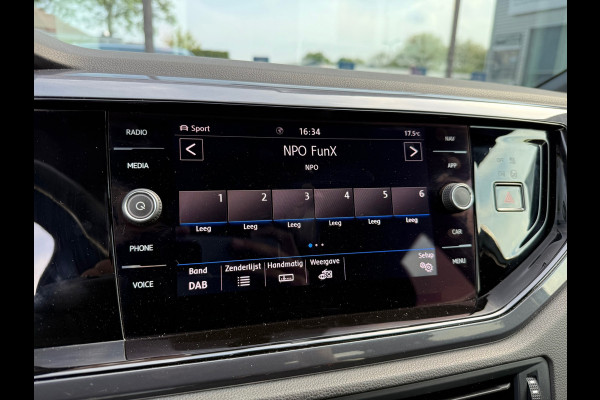 RADIO
MEDIA
PHONE
VOICE
Sport
16:34
17.5°C
NPO FunX
NPO
1 2 3 4 5 6
Leeg Leeg Leeg Leeg Leeg Leeg
Band Zenderlijst Handmatig Weergave Setup
DAB
NAV
APP
CAR
MENU